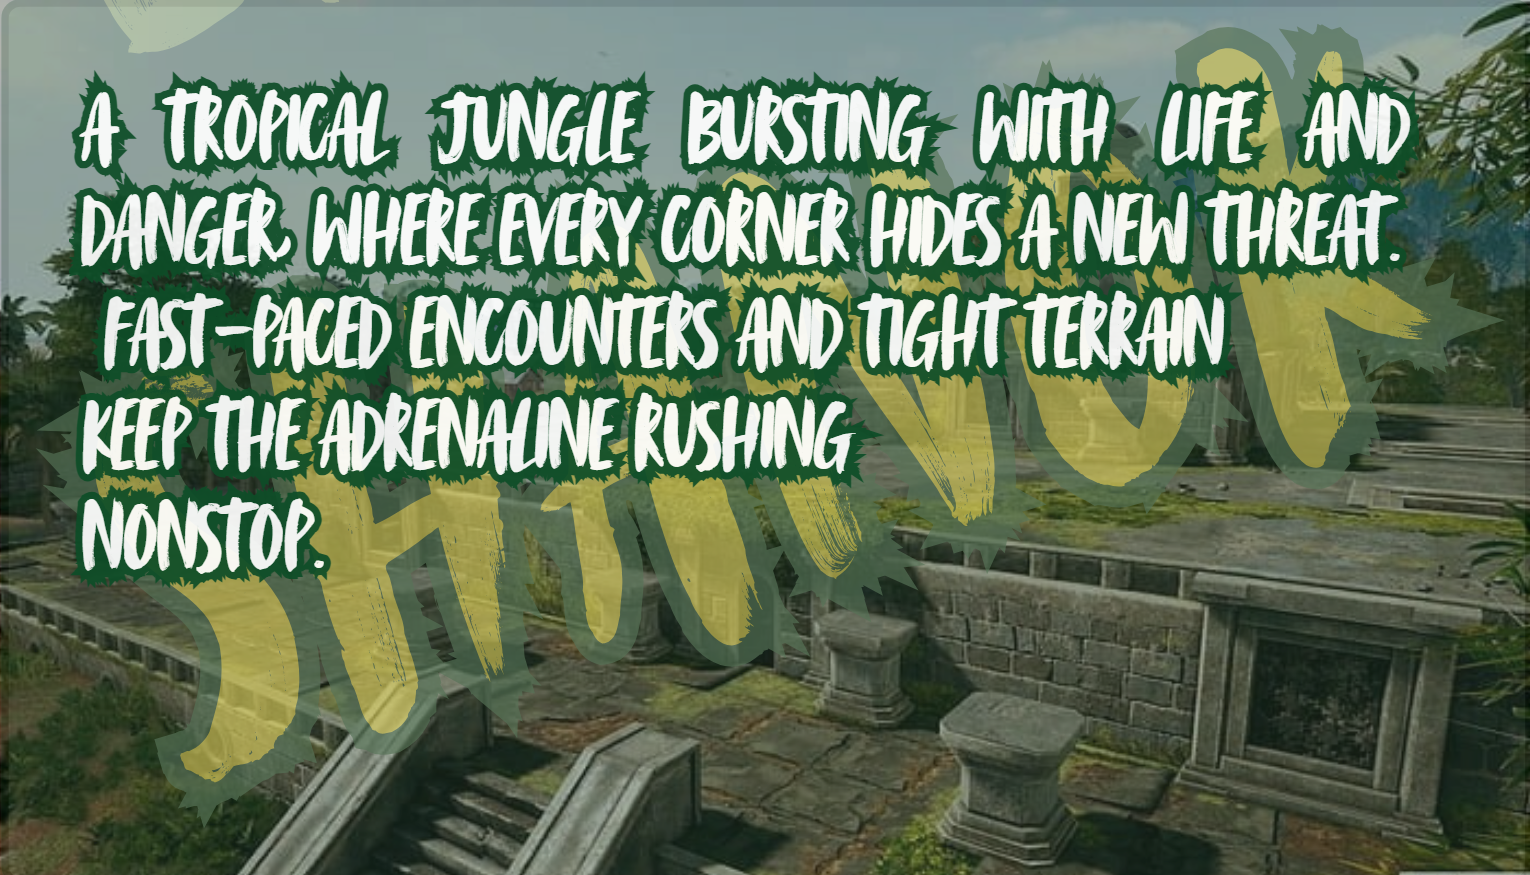 A TROPICAL JUNGLE BURSTING WITH LIFE AND
DANGER, WHERE EVERY CORNER HIDES A NEW THREAT.
FAST-PACED ENCOUNTERS AND TIGHT TERRAIN
KEEP THE ADRENALINE RUSHING
NONSTOP.